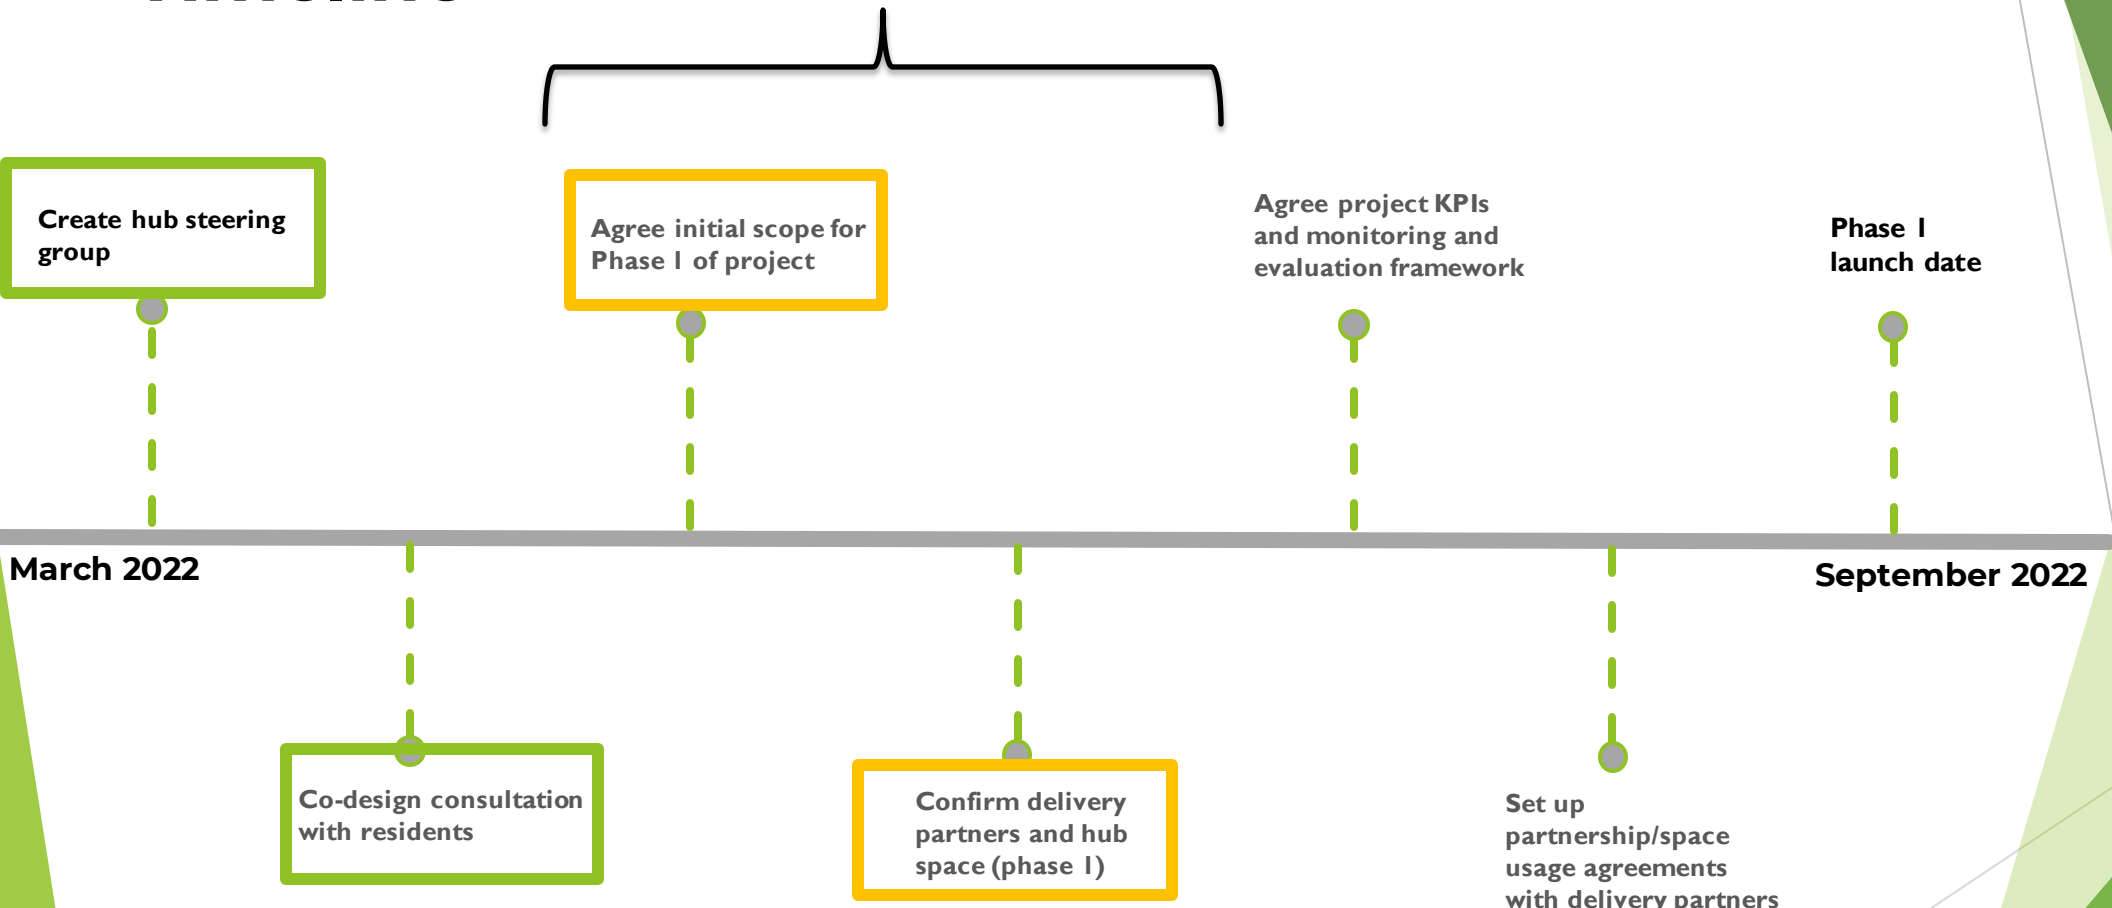 Create hub steering
group
Agree initial scope for
Phase 1 of project
Agree project KPIs
and monitoring and
evaluation framework
Phase 1
launch date
March 2022
September 2022
Co-design consultation
with residents
Confirm delivery
partners and hub
space (phase 1)
Set up
partnership/space
usage agreements
with delivery partners